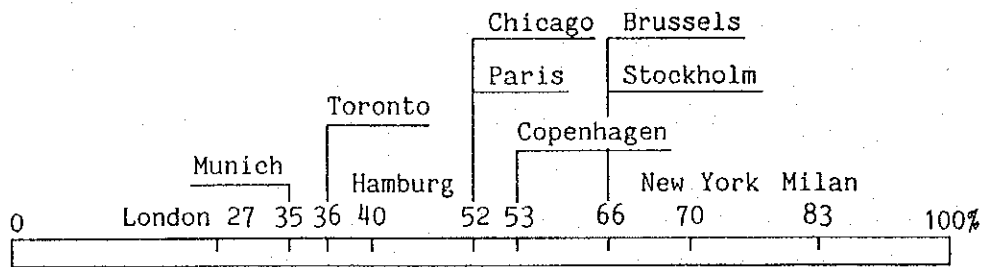 Chicago Brussels
Paris Stockholm
Toronto
Copenhagen
Munich
Hamburg New York Milan
0 London 27 35 36 40 52 53 66 70 83 100%